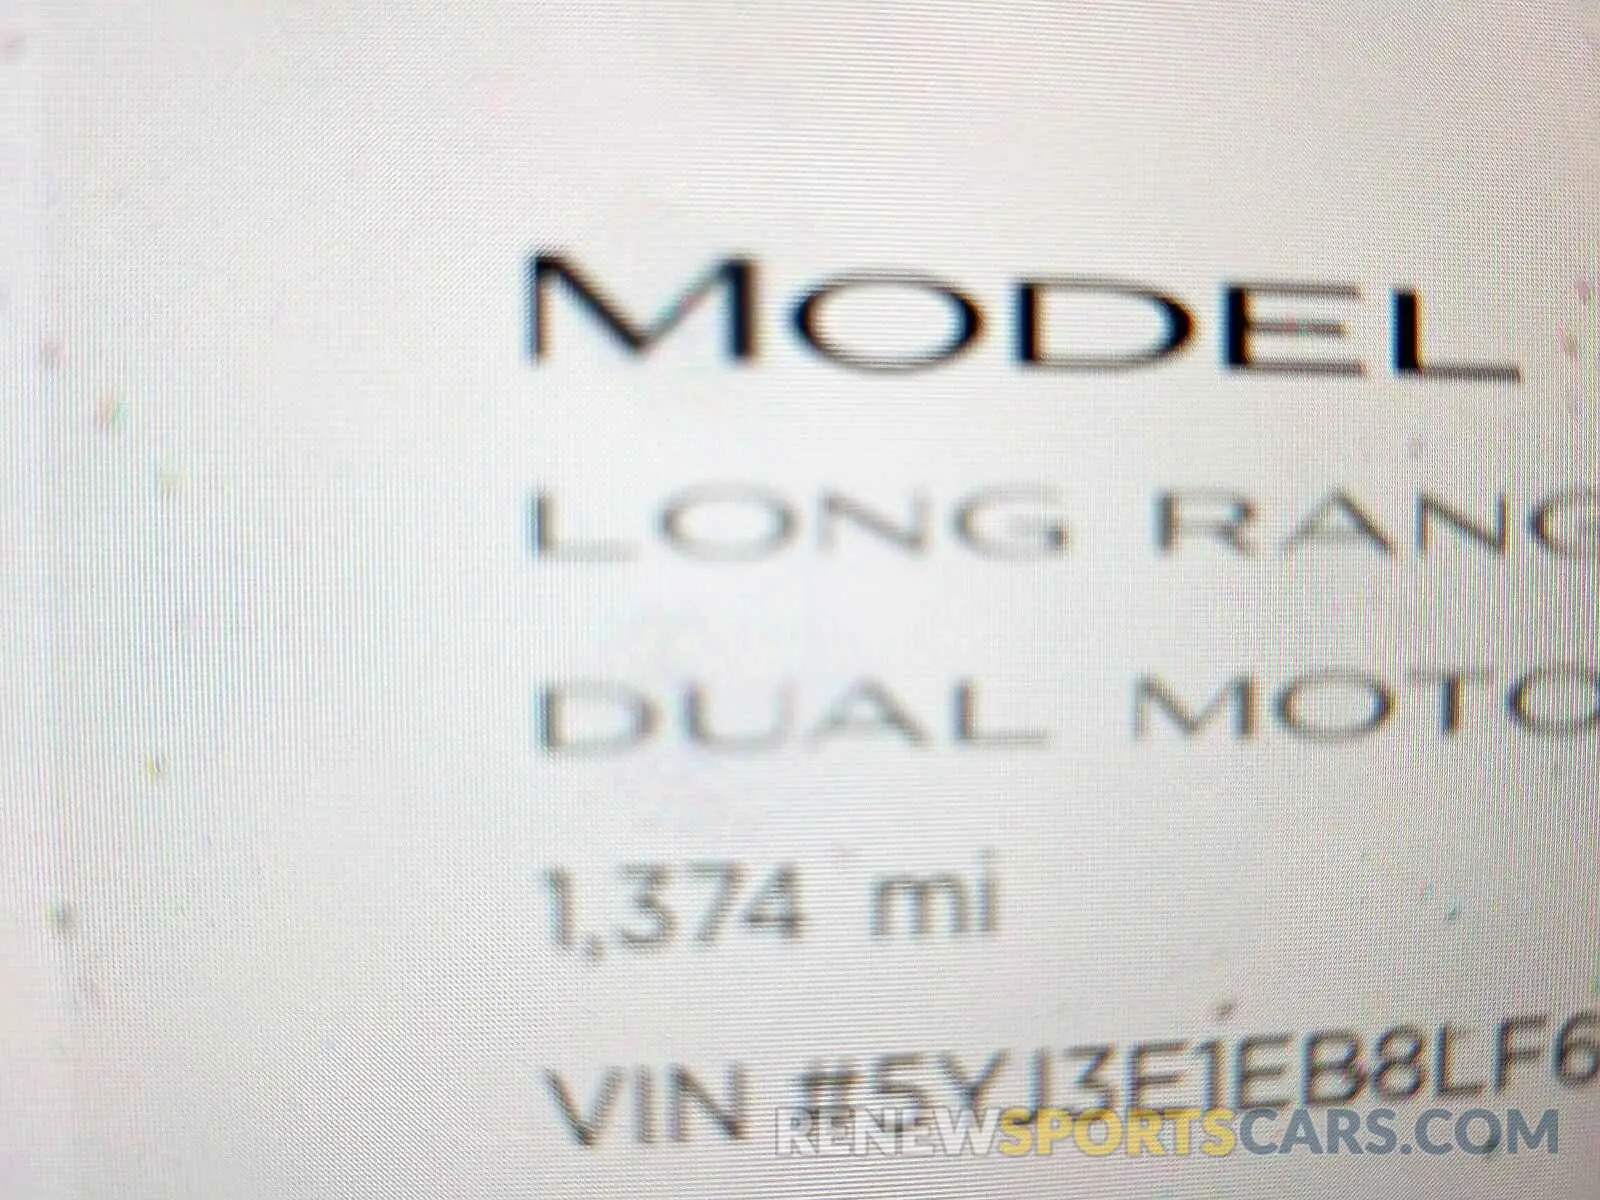 MODEL
LONG RANG
DUAL MOTO
1,374 mi
VIN #5YJ3E1EB8LF6
RENEWSPORTSCARS.COM